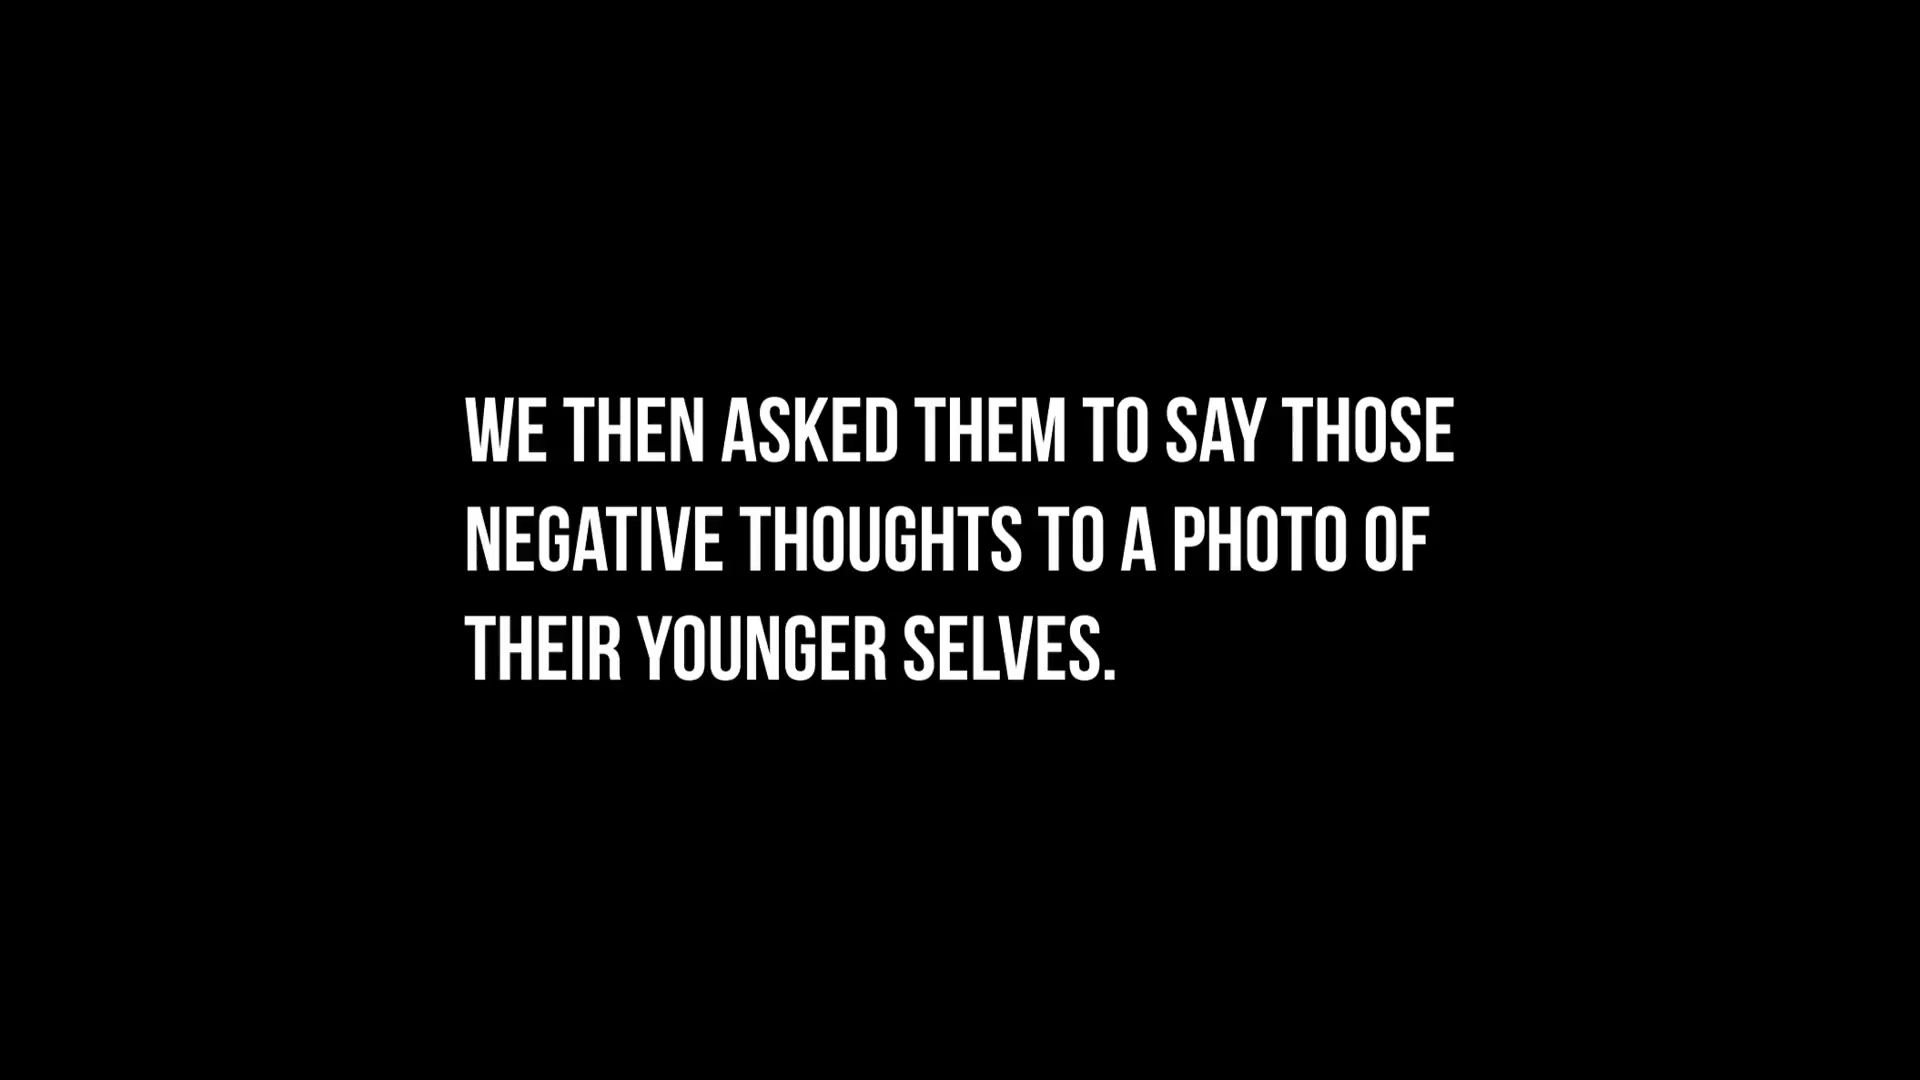 WE THEN ASKED THEM TO SAY THOSE
NEGATIVE THOUGHTS TO A PHOTO OF
THEIR YOUNGER SELVES.